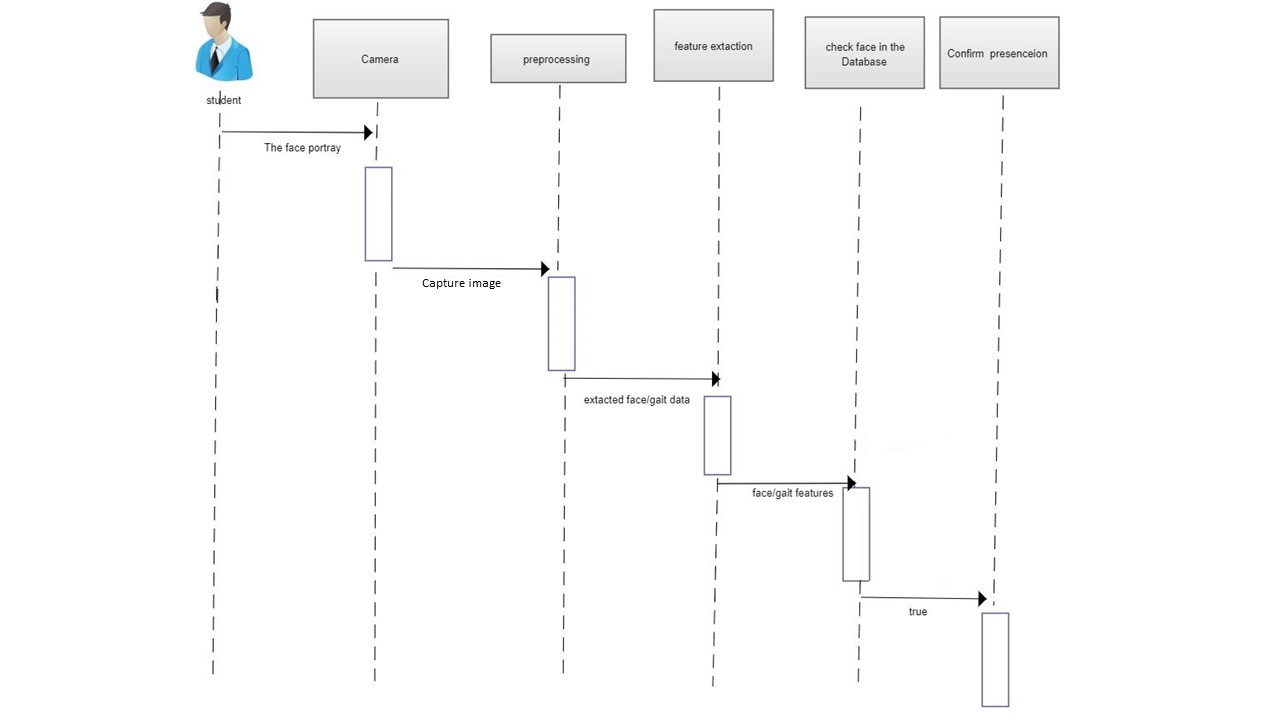 student
Camera
preprocessing
feature extaction
check face in the
Database
Confirm presenceion
The face portray
Capture image
extacted face/gait data
face/gait features
true